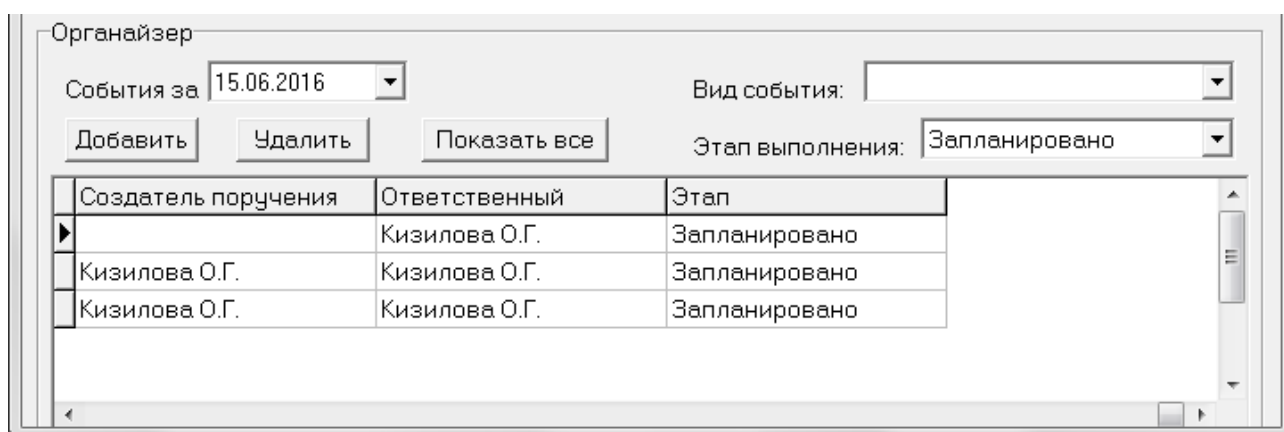 Органайзер
События за 15.06.2016 Вид события:
Добавить Удалить Показать все Этап выполнения: Запланировано
Создатель поручения Ответственный Этап
Кизилова О.Г. Запланировано
Кизилова О.Г. Кизилова О.Г. Запланировано
Кизилова О.Г. Кизилова О.Г. Запланировано